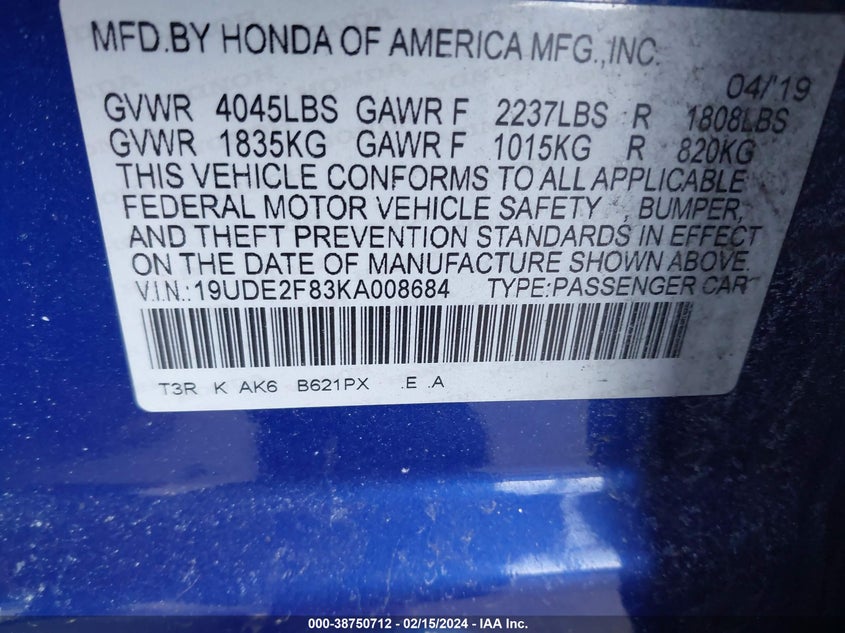 MFD.BY HONDA OF AMERICA MFG.,INC.
04/'19
GVWR 4045LBS GAWR F 2237LBS R 1808LBS
GVWR 1835KG GAWR F 1015KG R 820KG
THIS VEHICLE CONFORMS TO ALL APPLICABLE
FEDERAL MOTOR VEHICLE SAFETY , BUMPER,
AND THEFT PREVENTION STANDARDS IN EFFECT
ON THE DATE OF MANUFACTURE SHOWN ABOVE.
V.I.N.:19UDE2F83KA008684 TYPE:PASSENGER CAR
T3R K AK6 B621PX .E .A
000-38750712 - 02/15/2024 - IAA Inc.